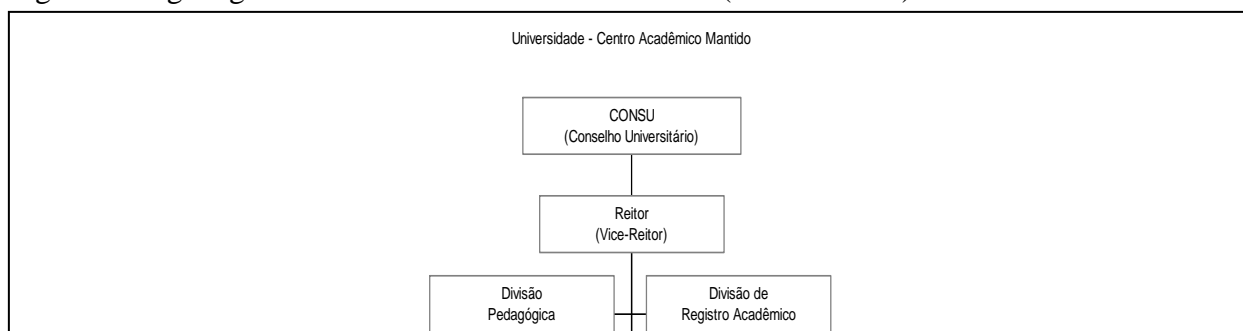 Universidade - Centro Acadêmico Mantido
CONSU
(Conselho Universitário)
Reitor
(Vice-Reitor)
Divisão
Pedagógica
Divisão de
Registro Acadêmico